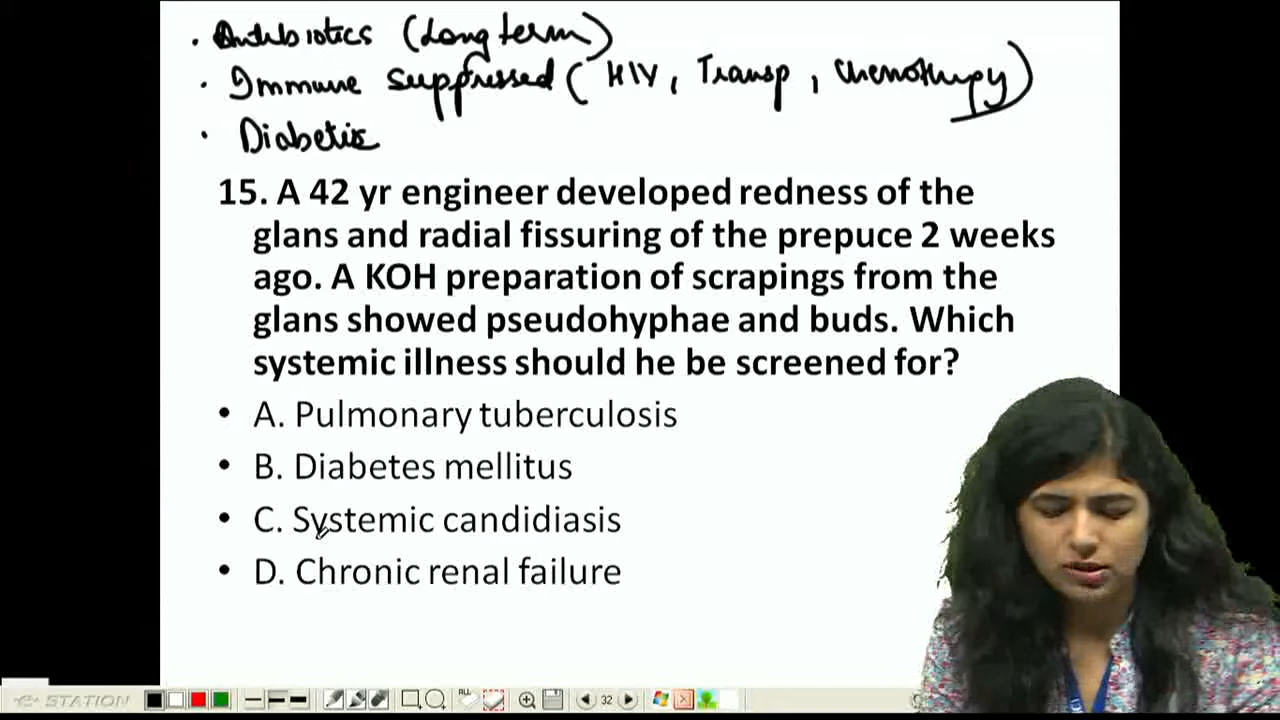 · Antibiotics (Long term)
· Immune suppressed (HIV, Transp, Chemothupy)
· Diabetic
15. A 42 yr engineer developed redness of the
glans and radial fissuring of the prepuce 2 weeks
ago. A KOH preparation of scrapings from the
glans showed pseudohyphae and buds. Which
systemic illness should he be screened for?
• A. Pulmonary tuberculosis
• B. Diabetes mellitus
• C. Systemic candidiasis
• D. Chronic renal failure
e-STATION
32